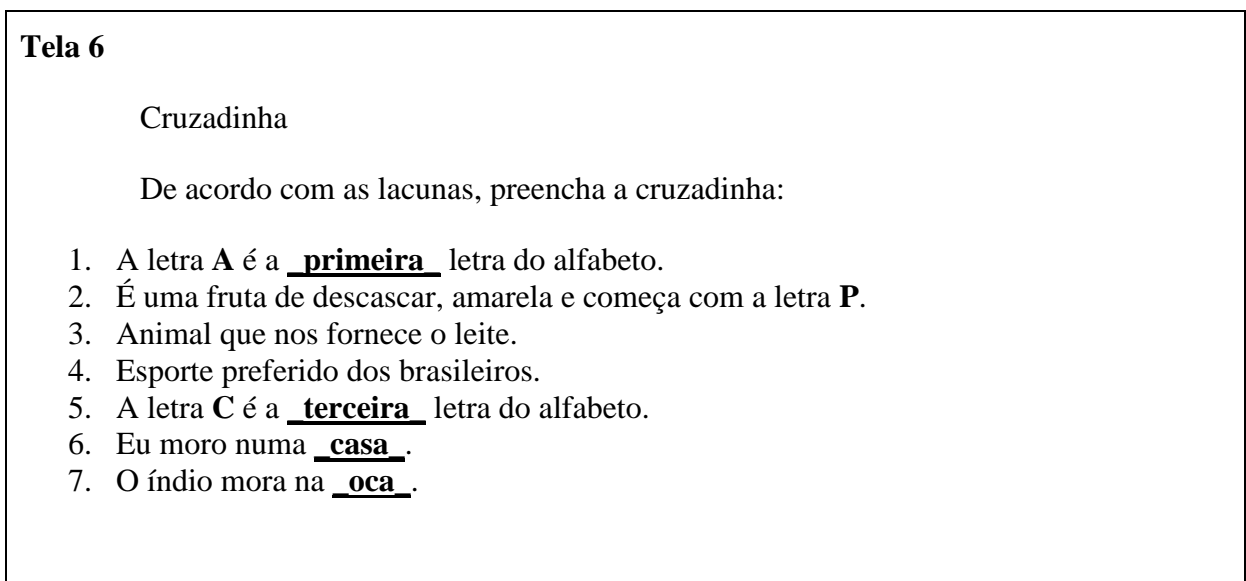 Tela 6
Cruzadinha
De acordo com as lacunas, preencha a cruzadinha:
1. A letra A é a _primeira_ letra do alfabeto.
2. É uma fruta de descascar, amarela e começa com a letra P.
3. Animal que nos fornece o leite.
4. Esporte preferido dos brasileiros.
5. A letra C é a _terceira_ letra do alfabeto.
6. Eu moro numa _casa_.
7. O índio mora na _oca_.